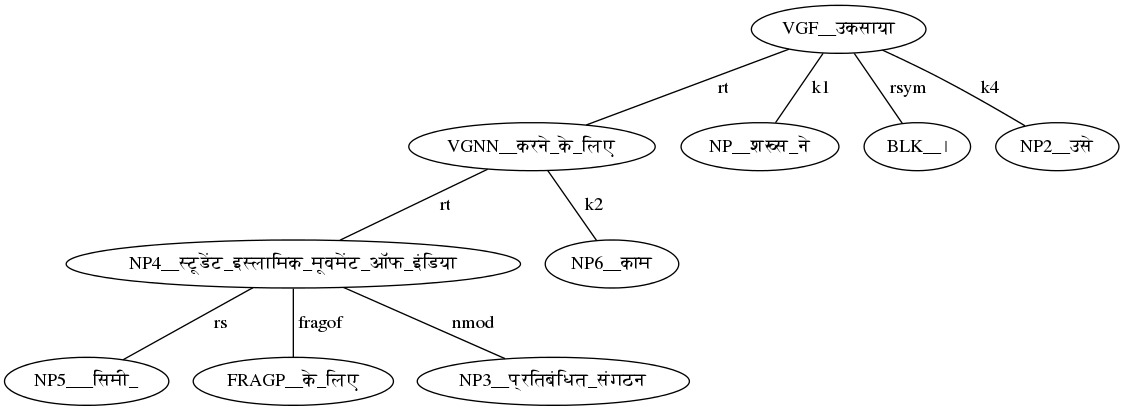 VGF__उकसाया
rt
k1
rsym
k4
VGNN__करने_के_लिए
NP__शख्स_ने
BLK__।
NP2__उसे
rt
k2
NP4__स्टूडेंट_इस्लामिक_मूवमेंट_ऑफ_इंडिया
NP6__काम
rs
fragof
nmod
NP5___सिमी_
FRAGP__के_लिए
NP3__प्रतिबंधित_संगठन